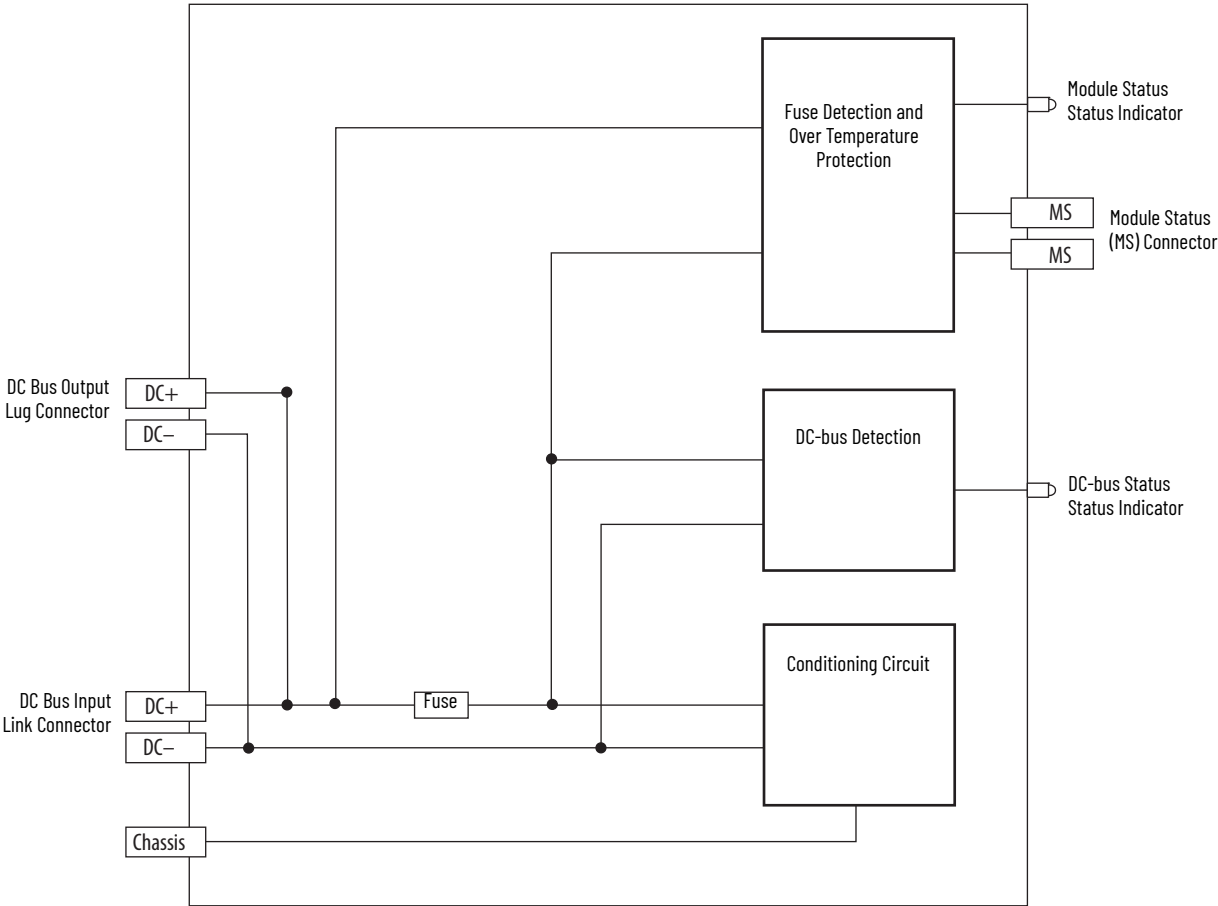 Fuse Detection and
Over Temperature
Protection
Module Status
Status Indicator
MS
MS
Module Status
(MS) Connector
DC Bus Output
Lug Connector
DC+
DC–
DC-bus Detection
DC-bus Status
Status Indicator
Conditioning Circuit
DC Bus Input
Link Connector
DC+
DC–
Fuse
Chassis